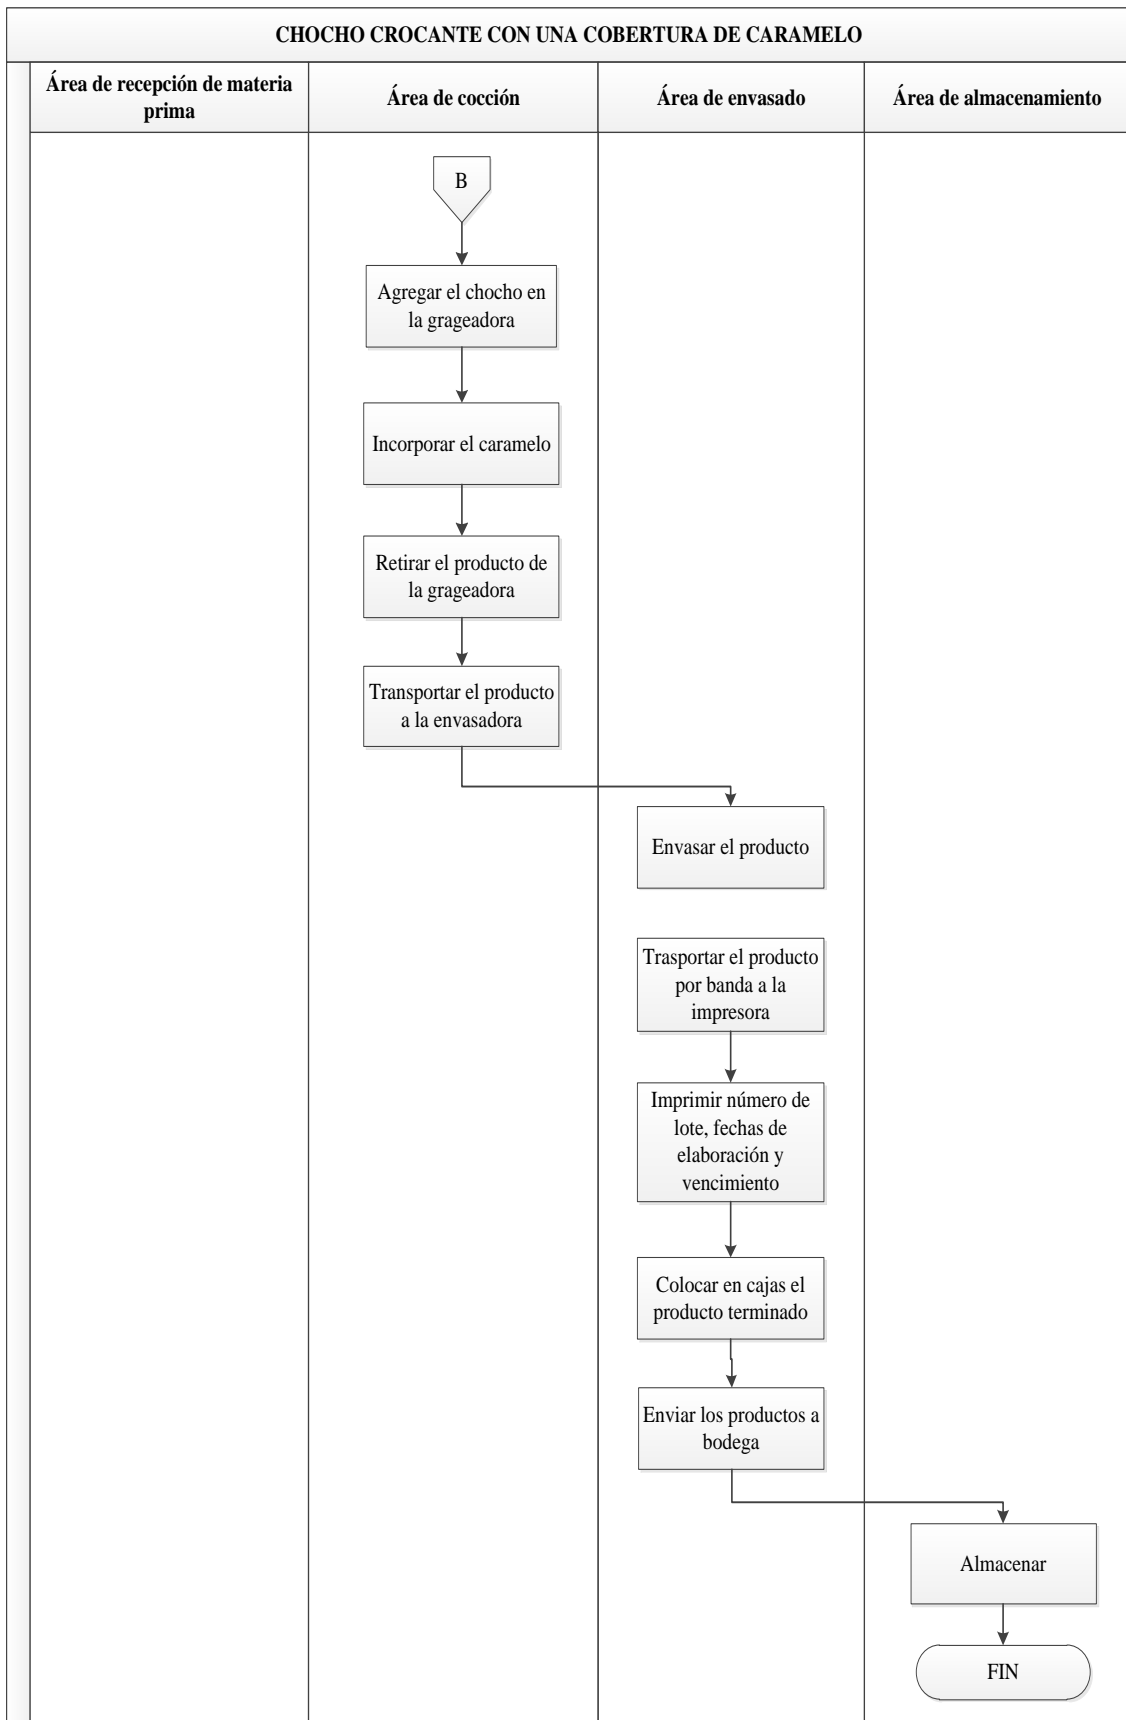 CHOCHO CROCANTE CON UNA COBERTURA DE CARAMELO
Área de recepción de materia
prima
Área de cocción
Área de envasado
Área de almacenamiento
B
Agregar el chocho en
la grageadora
Incorporar el caramelo
Retirar el producto de
la grageadora
Transportar el producto
a la envasadora
Envasar el producto
Trasportar el producto
por banda a la
impresora
Imprimir número de
lote, fechas de
elaboración y
vencimiento
Colocar en cajas el
producto terminado
Enviar los productos a
bodega
Almacenar
FIN